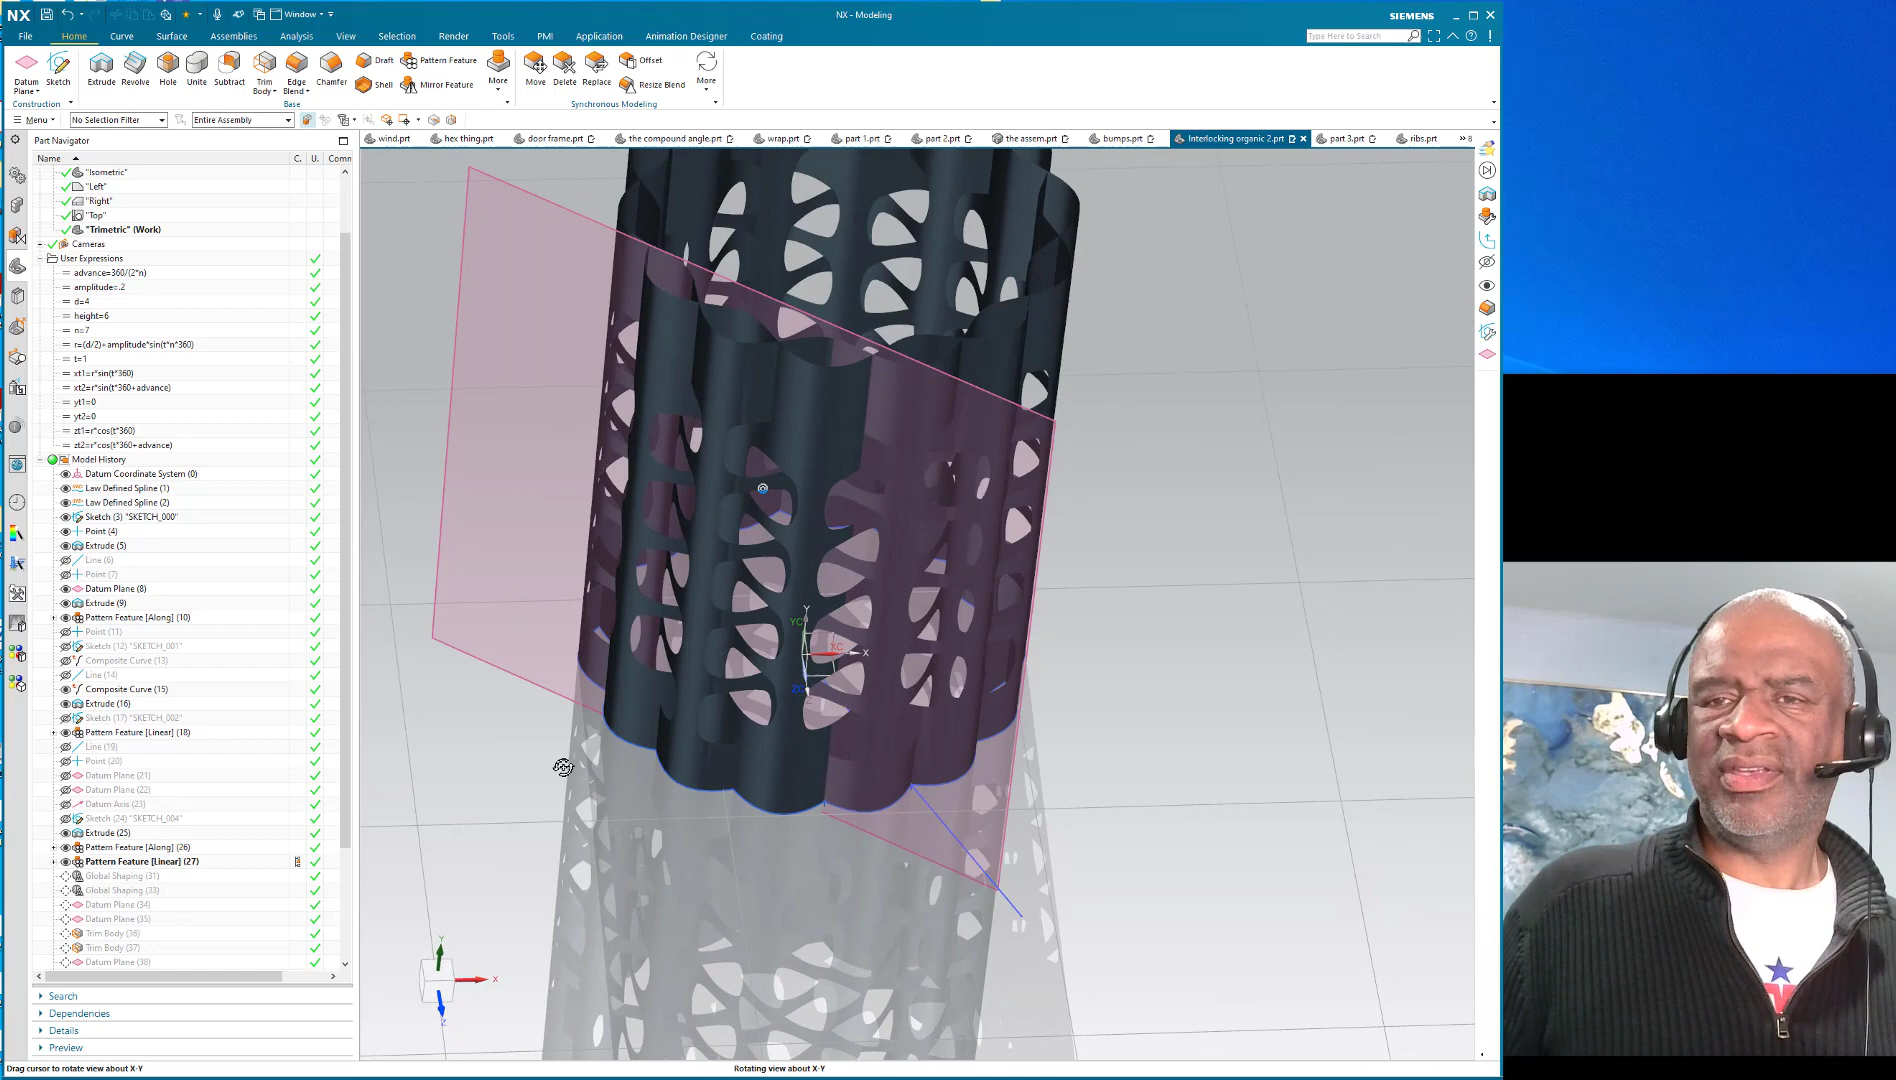 NX
Window
NX - Modeling
SIEMENS
File
Home
Curve
Surface
Assemblies
Analysis
View
Selection
Render
Tools
PMI
Application
Animation Designer
Coating
Type Here to Search
Datum Plane
Sketch
Extrude
Revolve
Hole
Unite
Subtract
Trim Body
Edge Blend
Chamfer
Draft
Shell
Pattern Feature
Mirror Feature
More
Move
Delete
Replace
Offset
Resize Blend
More
Construction
Base
Synchronous Modeling
Menu
No Selection Filter
Entire Assembly
Part Navigator
wind.prt
hex thing.prt
door frame.prt
the compound angle.prt
wrap.prt
part 1.prt
part 2.prt
the assem.prt
bumps.prt
Interlocking organic 2.prt
part 3.prt
ribs.prt
8
Name
C.
U.
Comn
"Isometric"
"Left"
"Right"
"Top"
"Trimetric" (Work)
Cameras
User Expressions
advance=360/(2*n)
amplitude=.2
d=4
height=6
n=7
r=(d/2)+amplitude*sin(t*n*360)
t=1
xt1=r*sin(t*360)
xt2=r*sin(t*360+advance)
yt1=0
yt2=0
zt1=r*cos(t*360)
zt2=r*cos(t*360+advance)
Model History
Datum Coordinate System (0)
Law Defined Spline (1)
Law Defined Spline (2)
Sketch (3) "SKETCH_000"
Point (4)
Extrude (5)
Line (6)
Point (7)
Datum Plane (8)
Extrude (9)
Pattern Feature [Along] (10)
Point (11)
Sketch (12) "SKETCH_001"
Composite Curve (13)
Line (14)
Composite Curve (15)
Extrude (16)
Sketch (17) "SKETCH_002"
Pattern Feature [Linear] (18)
Line (19)
Point (20)
Datum Plane (21)
Datum Plane (22)
Datum Axis (23)
Sketch (24) "SKETCH_004"
Extrude (25)
Pattern Feature [Along] (26)
Pattern Feature [Linear] (27)
Global Shaping (31)
Global Shaping (33)
Datum Plane (34)
Datum Plane (35)
Trim Body (36)
Trim Body (37)
Datum Plane (38)
Search
Dependencies
Details
Preview
Y
YC
XC
X
ZC
Y
X
Z
Drag cursor to rotate view about X-Y
Rotating view about X-Y